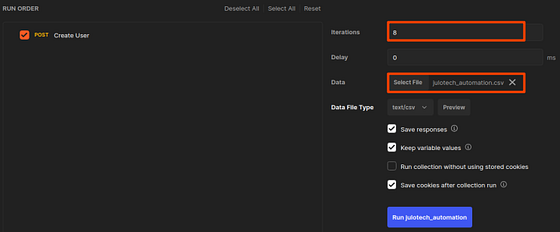 RUN ORDER
Deselect All Select All Reset
POST Create User
Iterations 8
Delay 0 ms
Data Select File julotech_automation.csv
Data File Type text/csv Preview
Save responses
Keep variable values
Run collection without using stored cookies
Save cookies after collection run
Run julotech_automation